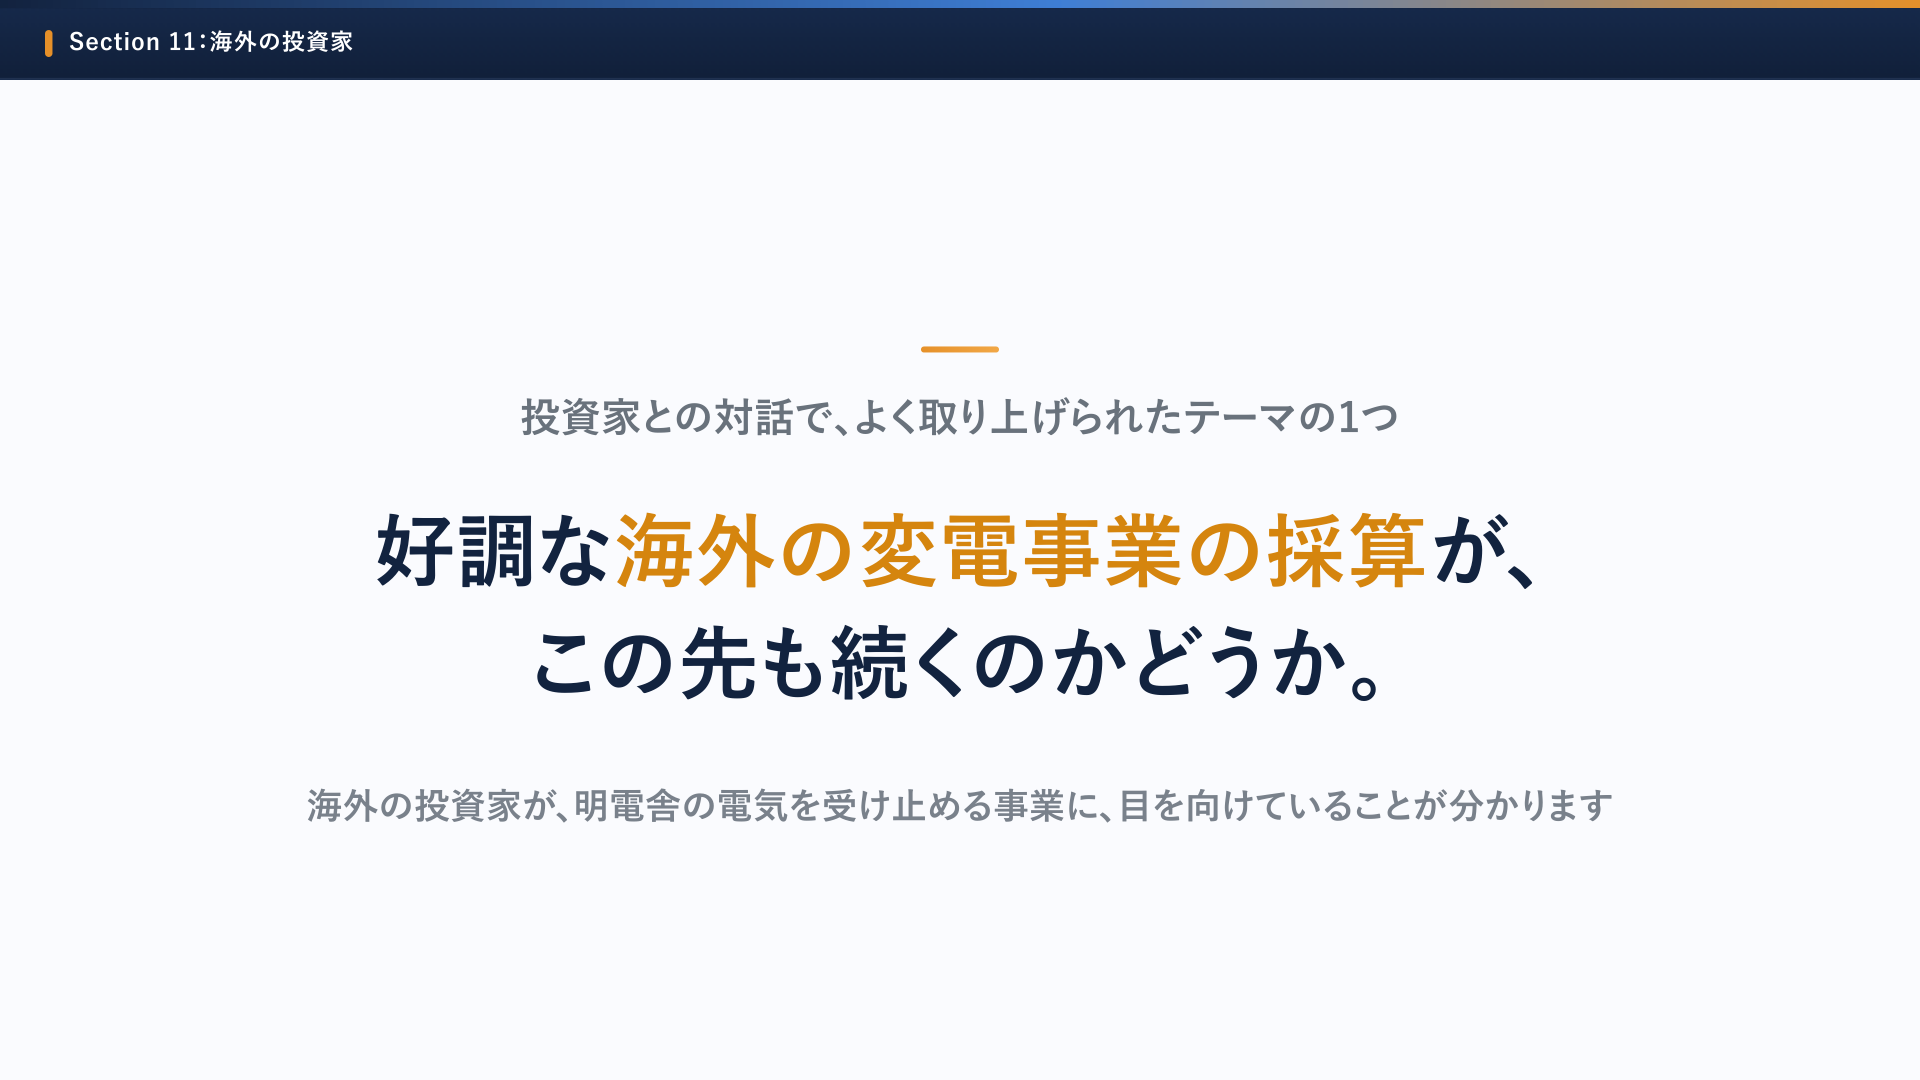 Section 11：海外の投資家
投資家との対話で、よく取り上げられたテーマの1つ
好調な海外の変電事業の採算が、
この先も続くのかどうか。
海外の投資家が、明電舎の電気を受け止める事業に、目を向けていることが分かります